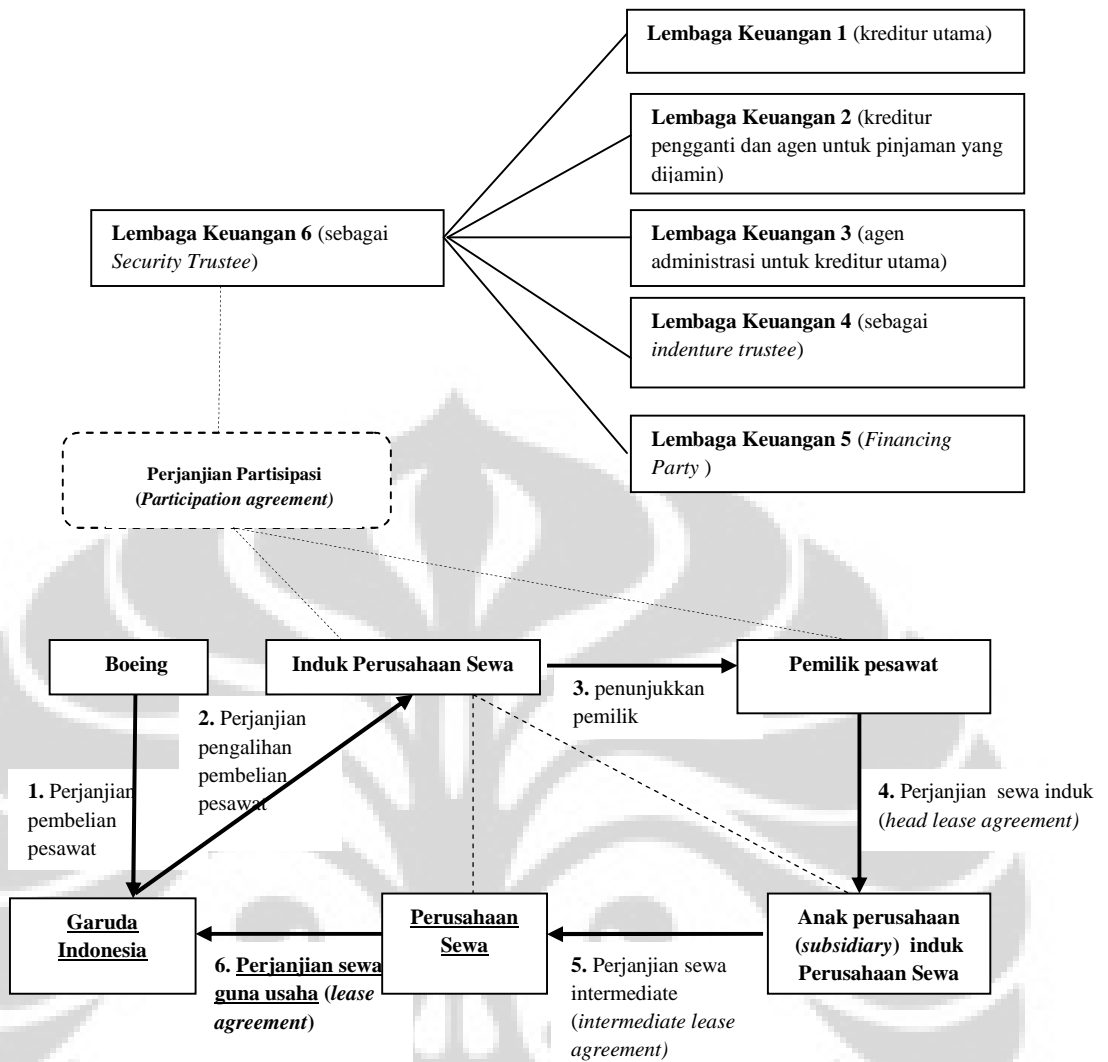 Lembaga Keuangan 1 (kreditur utama)
Lembaga Keuangan 2 (kreditur
pengganti dan agen untuk pinjaman yang
dijamin)
Lembaga Keuangan 6 (sebagai
Security Trustee)
Lembaga Keuangan 3 (agen
administrasi untuk kreditur utama)
Lembaga Keuangan 4 (sebagai
indenture trustee)
Lembaga Keuangan 5 (Financing
Party )
Perjanjian Partisipasi
(Participation agreement)
Boeing
Induk Perusahaan Sewa
Pemilik pesawat
3. penunjukkan
pemilik
2. Perjanjian
pengalihan
pembelian
pesawat
1. Perjanjian
pembelian
pesawat
4. Perjanjian sewa induk
(head lease agreement)
Garuda
Indonesia
Perusahaan
Sewa
Anak perusahaan
(subsidiary) induk
Perusahaan Sewa
6. Perjanjian sewa
guna usaha (lease
agreement)
5. Perjanjian sewa
intermediate
(intermediate lease
agreement)